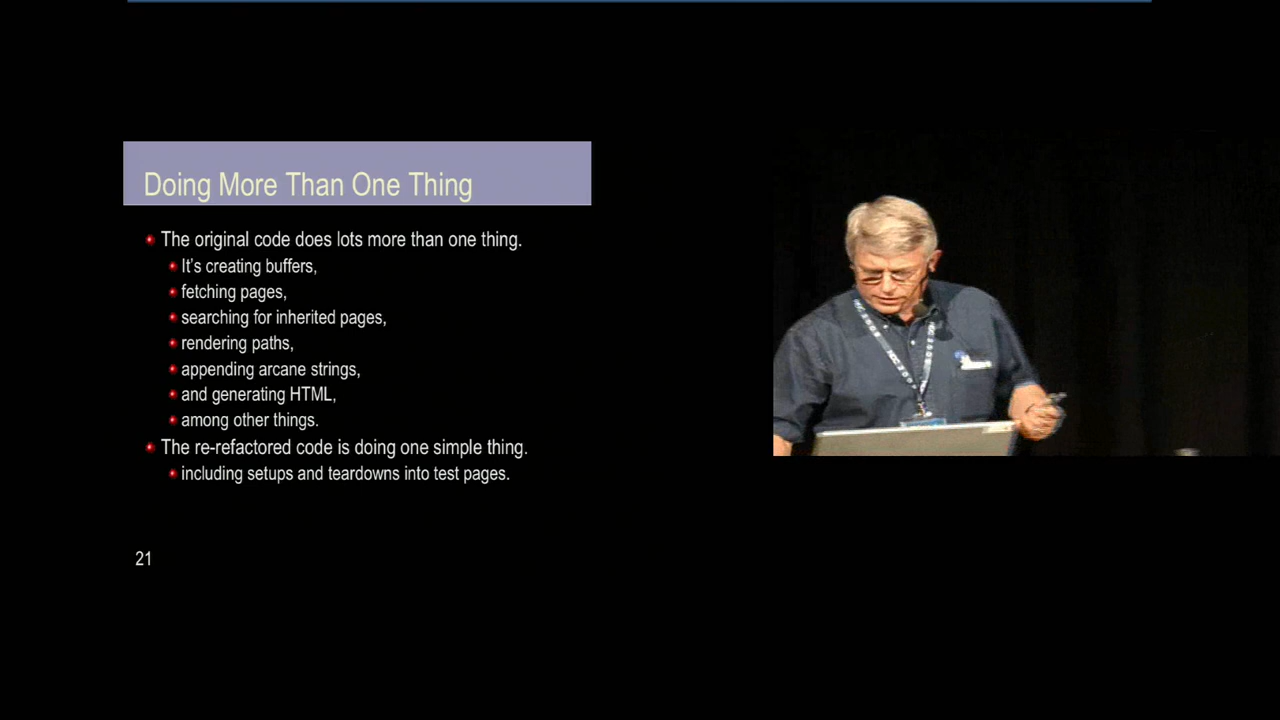 Doing More Than One Thing
The original code does lots more than one thing.
It's creating buffers,
fetching pages,
searching for inherited pages,
rendering paths,
appending arcane strings,
and generating HTML,
among other things.
The re-refactored code is doing one simple thing.
including setups and teardowns into test pages.
21